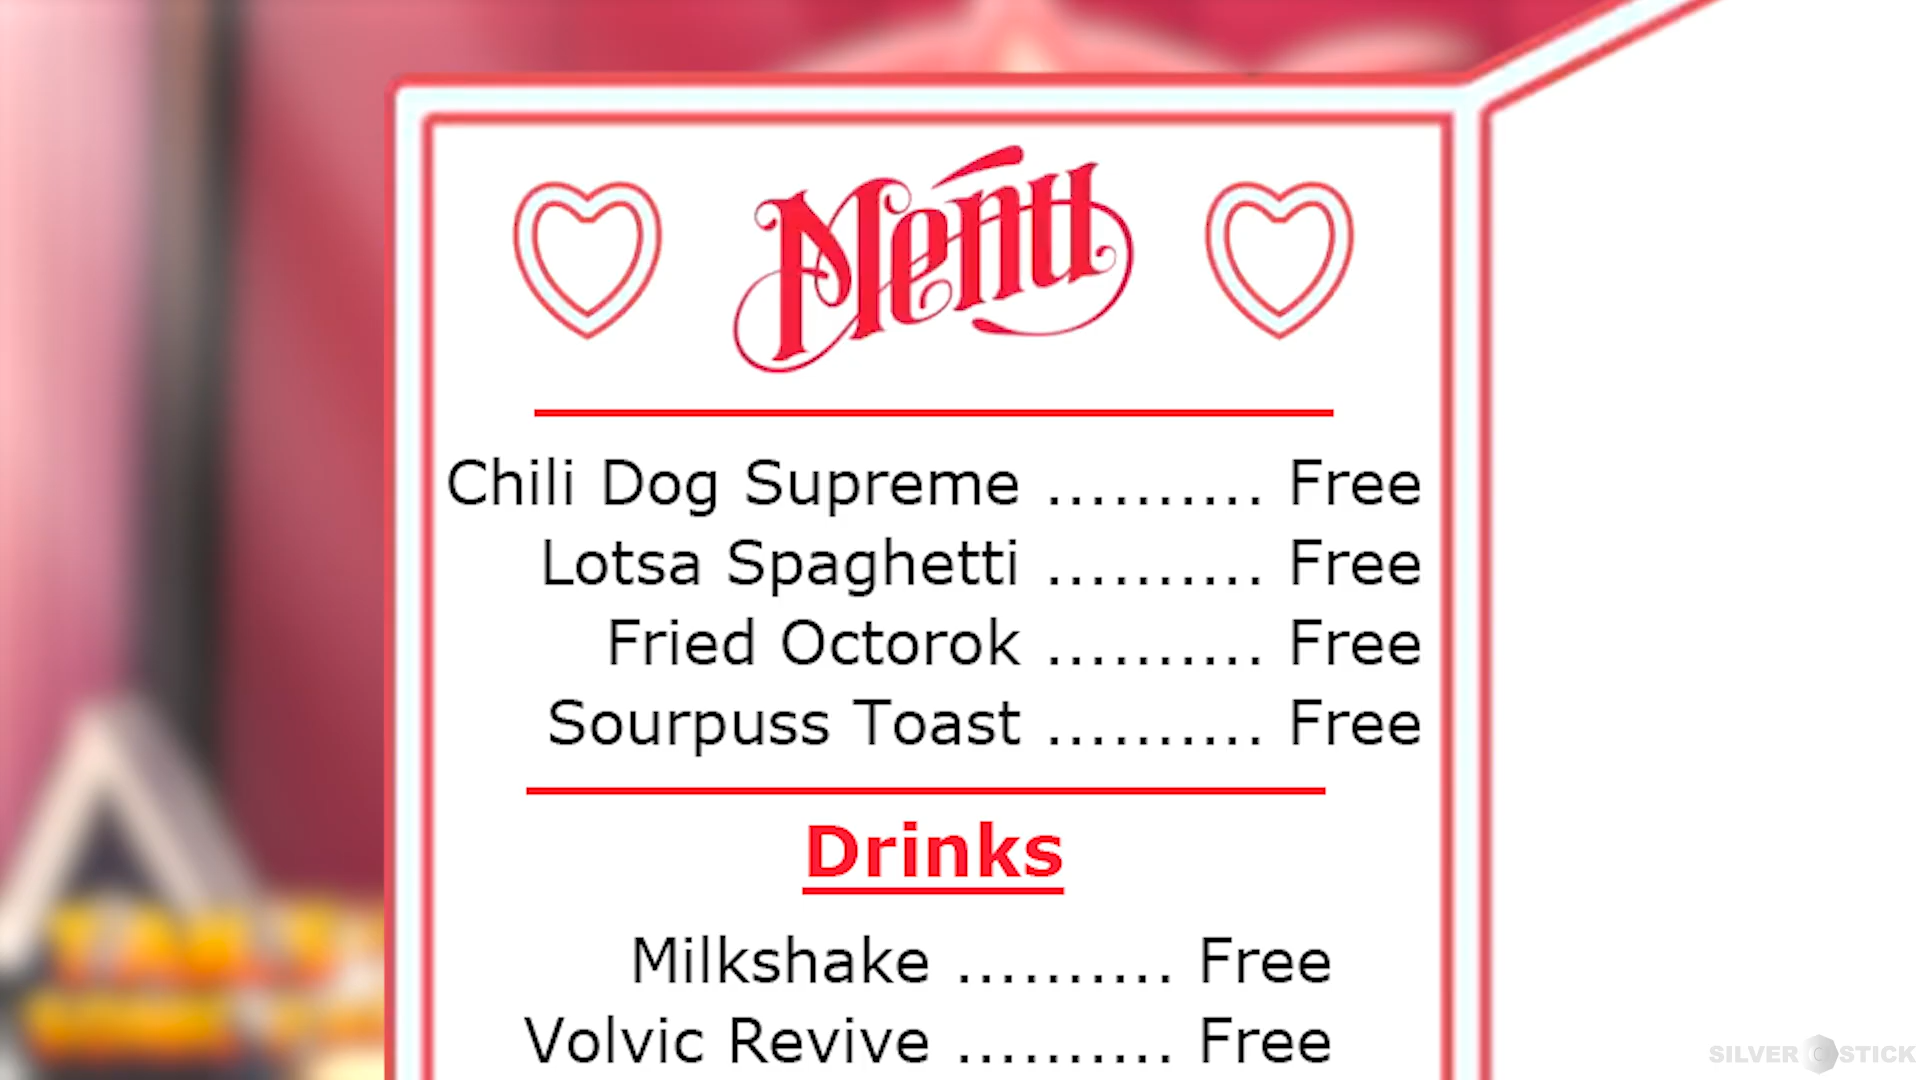 Menu
Chili Dog Supreme .......... Free
Lotsa Spaghetti .......... Free
Fried Octorok .......... Free
Sourpuss Toast .......... Free
Drinks
Milkshake .......... Free
Volvic Revive .......... Free
SILVER STICK